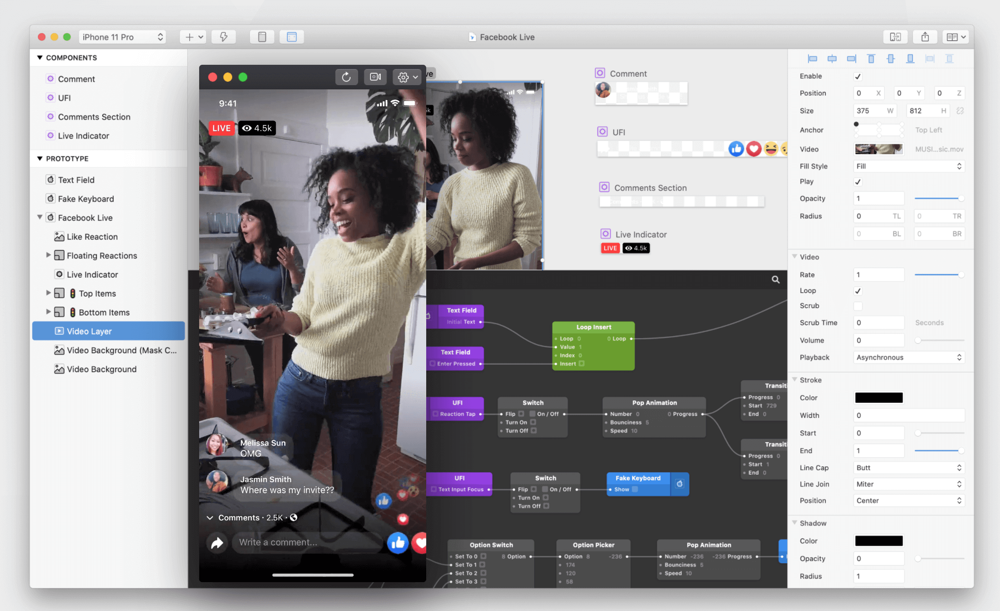 iPhone 11 Pro
Facebook Live
COMPONENTS
Comment
UFI
Comments Section
Live Indicator
PROTOTYPE
Text Field
Fake Keyboard
Facebook Live
Like Reaction
Floating Reactions
Live Indicator
Top Items
Bottom Items
Video Layer
Video Background (Mask C...
Video Background
9:41
LIVE 4.5k
Melissa Sun
OMG
Jasmin Smith
Where was my invite??
Comments · 2.5K ·
Write a comment...
ve
k
Comment
UFI
Comments Section
Live Indicator
LIVE 4.5k
Text Field
Initial Text
Text Field
Enter Pressed
Loop Insert
Loop 0 0 Loop
Value 1
Index 0
Insert
UFI
Reaction Tap
Switch
Flip On / Off
Turn On
Turn Off
Pop Animation
Number 0 0 Progress
Bounciness 5
Speed 10
Transiti
Progress 0
Start 729
End 0
Transiti
Progress 0
Start 1
End 0
UFI
Text Input Focus
Switch
Flip On / Off
Turn On
Turn Off
Fake Keyboard
Show
Option Switch
Set To 0 8 Option
Set To 1
Set To 2
Set To 3
Option Picker
Option 8 -236
174
120
58
Pop Animation
Number -236 -236 Progress
Bounciness 5
Speed 10
Enable
Position 0 X 0 Y 0 Z
Size 375 W 812 H
Anchor Top Left
Video MUSI...sic.mov
Fill Style Fill
Play
Opacity 1
Radius 0 TL 0 TR
0 BL 0 BR
Video
Rate 1
Loop
Scrub
Scrub Time 0 Seconds
Volume 0
Playback Asynchronous
Stroke
Color
Width 0
Start 0
End 1
Line Cap Butt
Line Join Miter
Position Center
Shadow
Color
Opacity 0
Radius 1